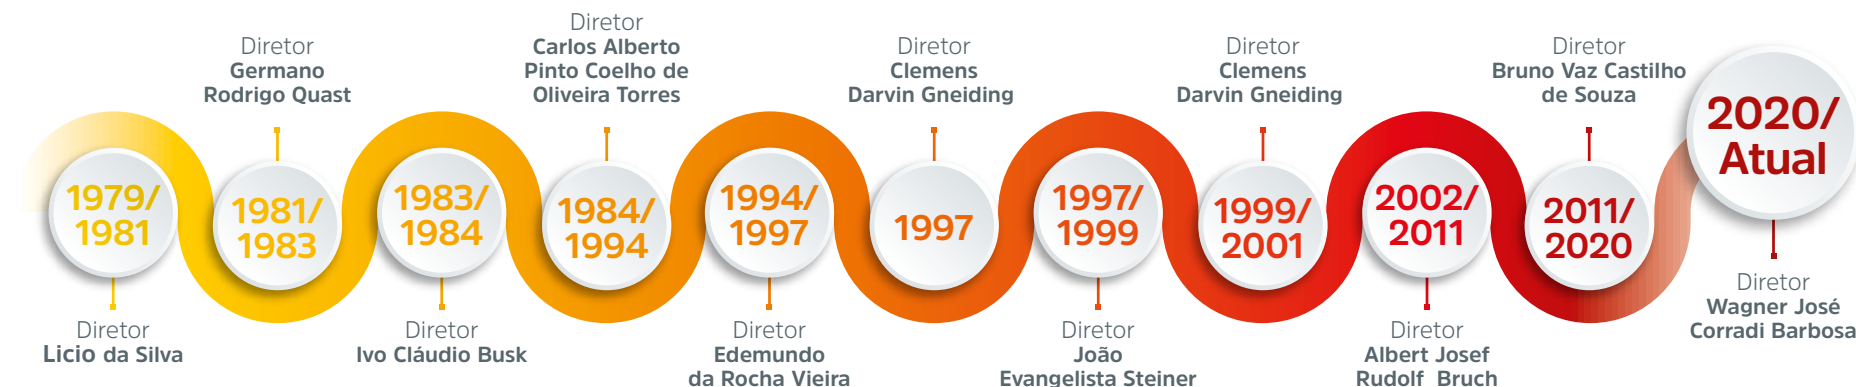 1979/
1981
Diretor
Licio da Silva
Diretor
Germano
Rodrigo Quast
1981/
1983
1983/
1984
Diretor
Ivo Cláudio Busk
Diretor
Carlos Alberto
Pinto Coelho de
Oliveira Torres
1984/
1994
1994/
1997
Diretor
Edemundo
da Rocha Vieira
Diretor
Clemens
Darvin Gneiding
1997
1997/
1999
Diretor
João
Evangelista Steiner
Diretor
Clemens
Darvin Gneiding
1999/
2001
2002/
2011
Diretor
Albert Josef
Rudolf Bruch
Diretor
Bruno Vaz Castilho
de Souza
2011/
2020
2020/
Atual
Diretor
Wagner José
Corradi Barbosa